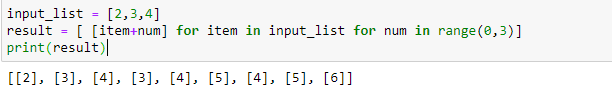 input_list = [2,3,4]
result = [ [item+num] for item in input_list for num in range(0,3)]
print(result)
[[2], [3], [4], [3], [4], [5], [4], [5], [6]]